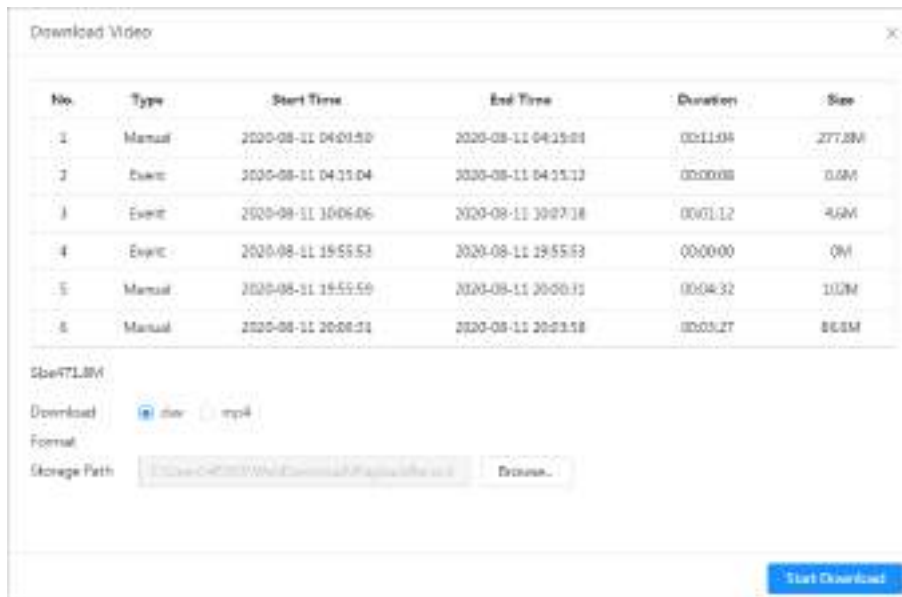 Download Video
No. Type Start Time End Time Duration Size
1 Manual 2020-08-11 04:03:59 2020-08-11 04:15:03 00:11:04 277.8M
2 Event 2020-08-11 04:15:04 2020-08-11 04:15:12 00:00:08 0.6M
3 Event 2020-08-11 10:06:06 2020-08-11 10:07:18 00:01:12 4.6M
4 Event 2020-08-11 19:55:53 2020-08-11 19:55:53 00:00:00 0M
5 Manual 2020-08-11 19:55:59 2020-08-11 20:00:31 00:04:32 102M
6 Manual 2020-08-11 20:00:31 2020-08-11 20:03:58 00:03:27 86.8M
Size471.8M
Download dav mp4
Format
Storage Path Browse...
Start Download